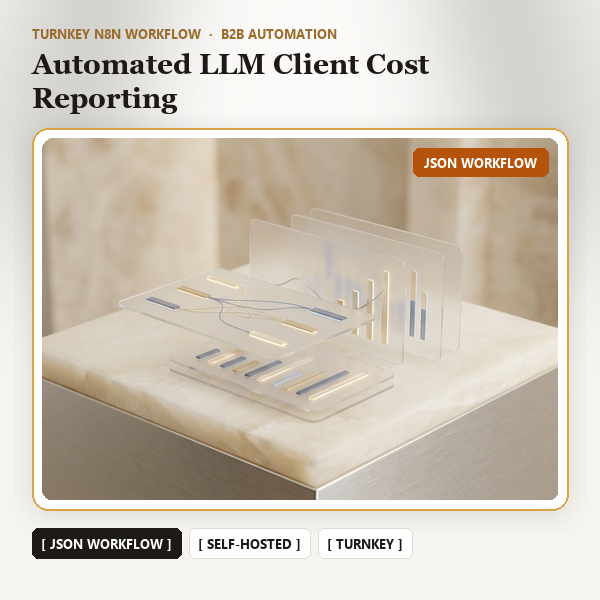 TURNKEY N8N WORKFLOW · B2B AUTOMATION
Automated LLM Client Cost
Reporting
JSON WORKFLOW
[ JSON WORKFLOW ] [ SELF-HOSTED ] [ TURNKEY ]